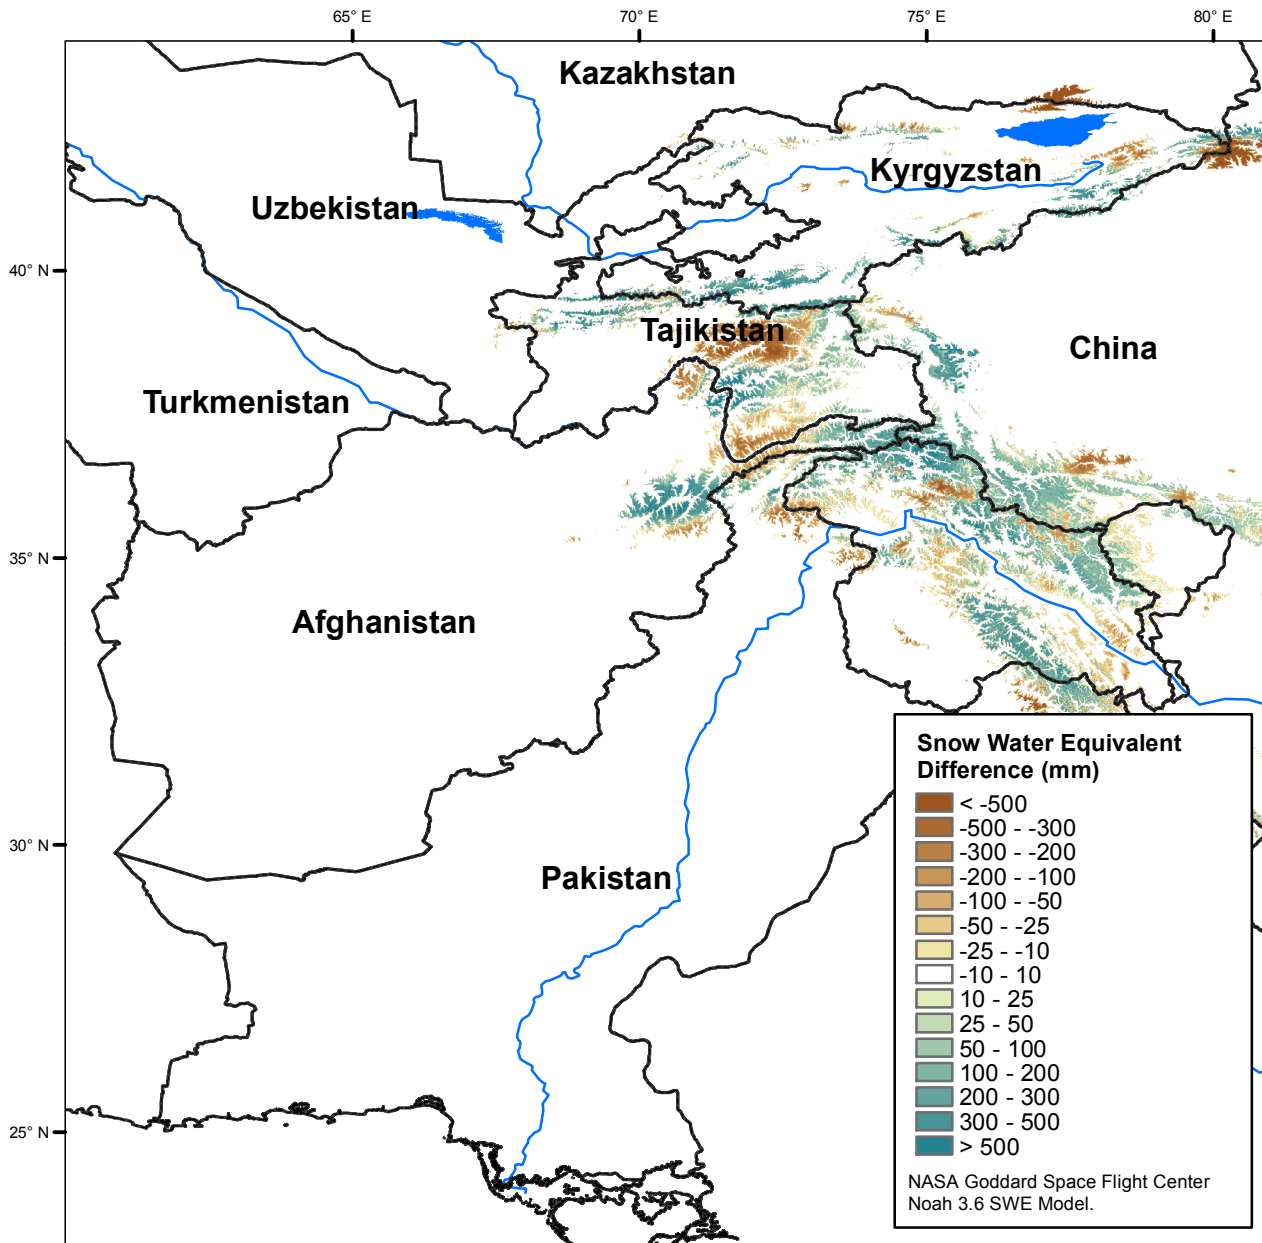 65° E
70° E
75° E
80° E
Kazakhstan
Kyrgyzstan
Uzbekistan
40° N
Tajikistan
China
Turkmenistan
35° N
Afghanistan
30° N
Pakistan
25° N
Snow Water Equivalent
Difference (mm)
< -500
-500 - -300
-300 - -200
-200 - -100
-100 - -50
-50 - -25
-25 - -10
-10 - 10
10 - 25
25 - 50
50 - 100
100 - 200
200 - 300
300 - 500
> 500
NASA Goddard Space Flight Center
Noah 3.6 SWE Model.